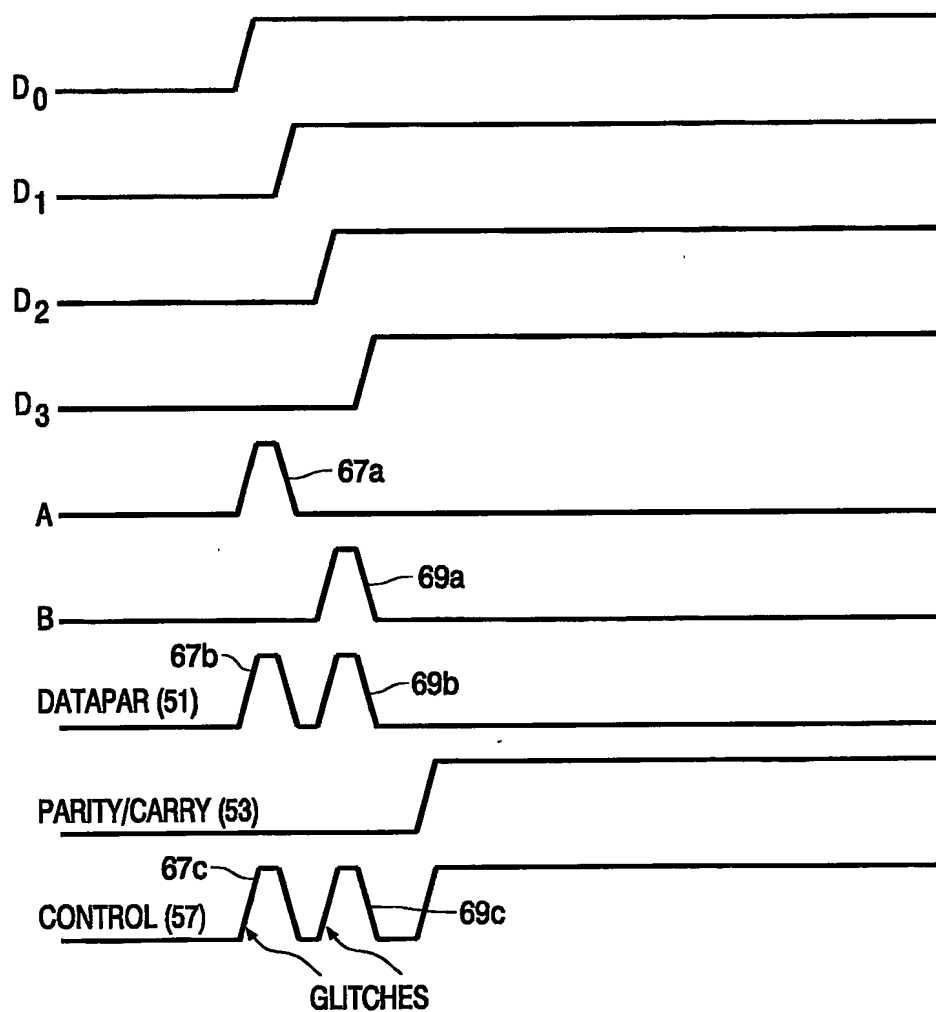 D0
D1
D2
D3
67a
A
69a
B
67b
69b
DATAPAR (51)
PARITY/CARRY (53)
67c
69c
CONTROL (57)
GLITCHES